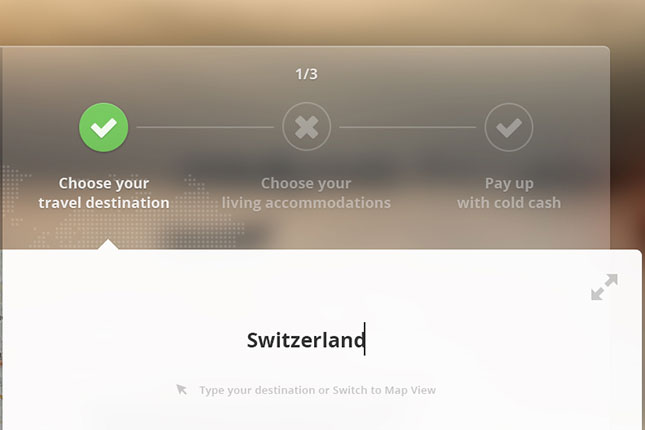 1/3
Choose your
travel destination
Choose your
living accommodations
Pay up
with cold cash
Switzerland
Type your destination or Switch to Map View